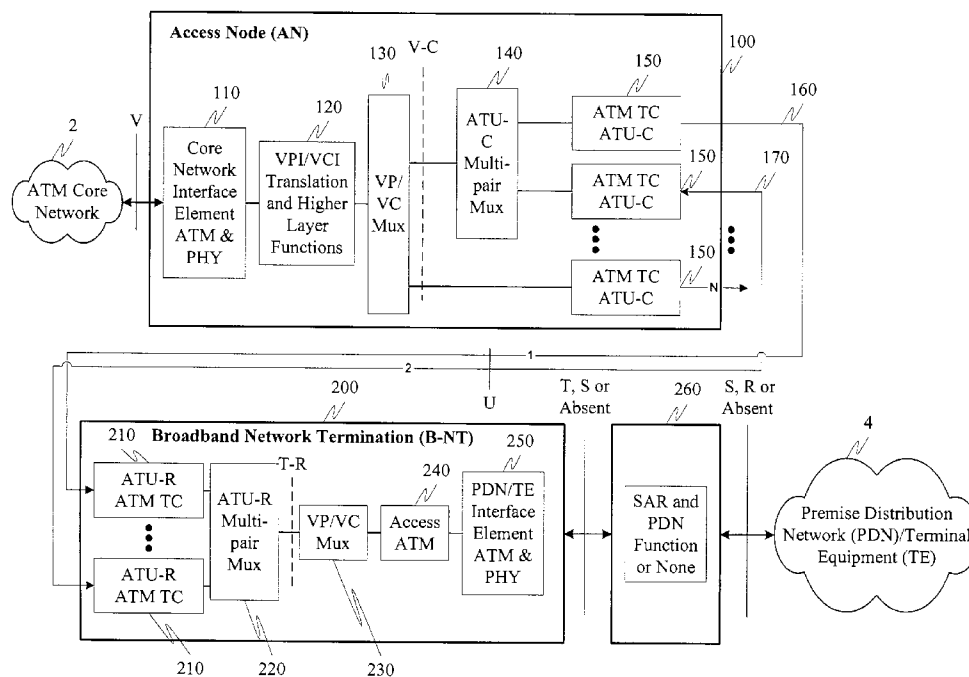 Access Node (AN)
130
V-C
140
150
100
160
2
V
110
120
ATU-
C
Multi-
pair
Mux
ATM TC
ATU-C
170
Core
Network
Interface
Element
ATM &
PHY
VPI/VCI
Translation
and Higher
Layer
Functions
VP/
VC
Mux
150
ATM TC
ATU-C
ATM Core
Network
150
ATM TC
ATU-C
N
1
2
200
U
T, S or
Absent
260
S, R or
Absent
Broadband Network Termination (B-NT)
210
T-R
240
250
4
ATU-R
ATM TC
ATU-R
Multi-
pair
Mux
VP/VC
Mux
Access
ATM
PDN/TE
Interface
Element
ATM &
PHY
SAR and
PDN
Function
or None
Premise Distribution
Network (PDN)/Terminal
Equipment (TE)
ATU-R
ATM TC
210
220
230